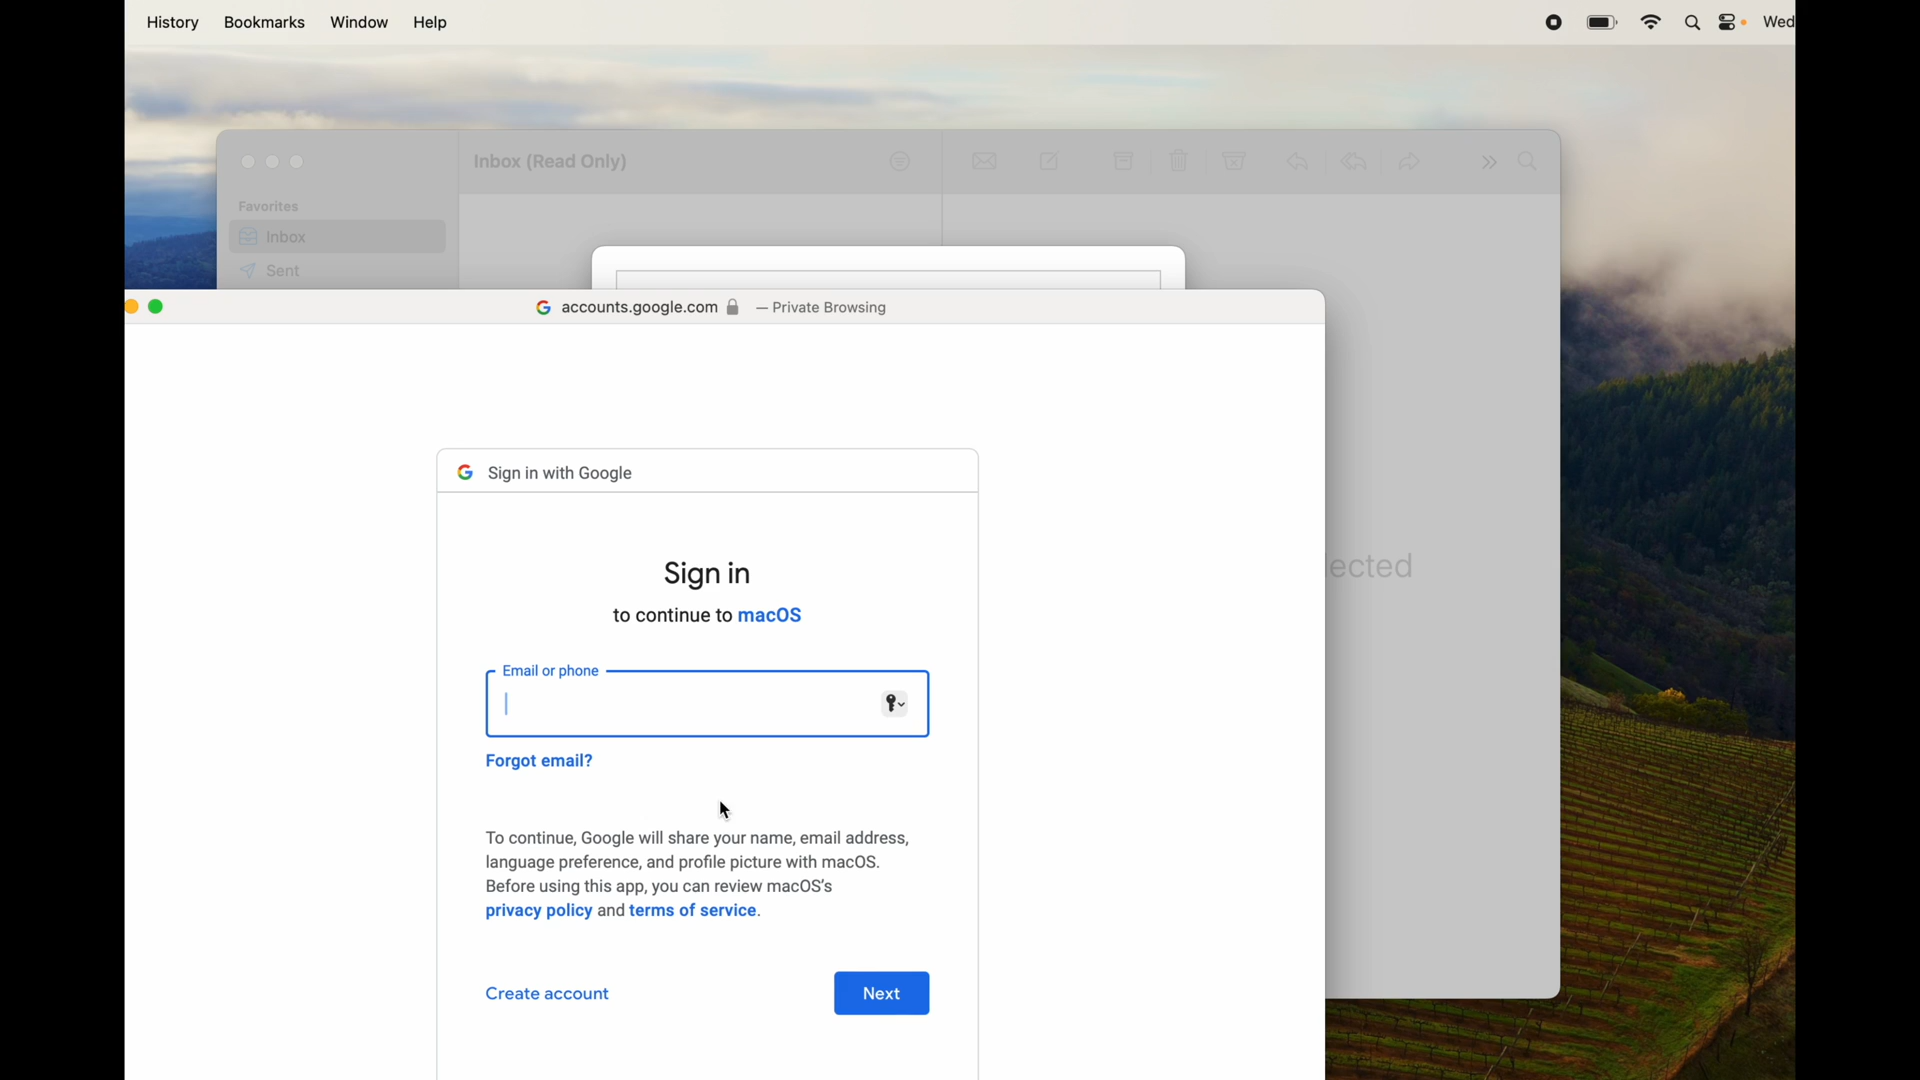 History Bookmarks Window Help Wed
Inbox (Read Only)
Favorites
Inbox
Sent
accounts.google.com — Private Browsing
lected
Sign in with Google
Sign in
to continue to macOS
Email or phone
Forgot email?
To continue, Google will share your name, email address,
language preference, and profile picture with macOS.
Before using this app, you can review macOS's
privacy policy and terms of service.
Create account Next